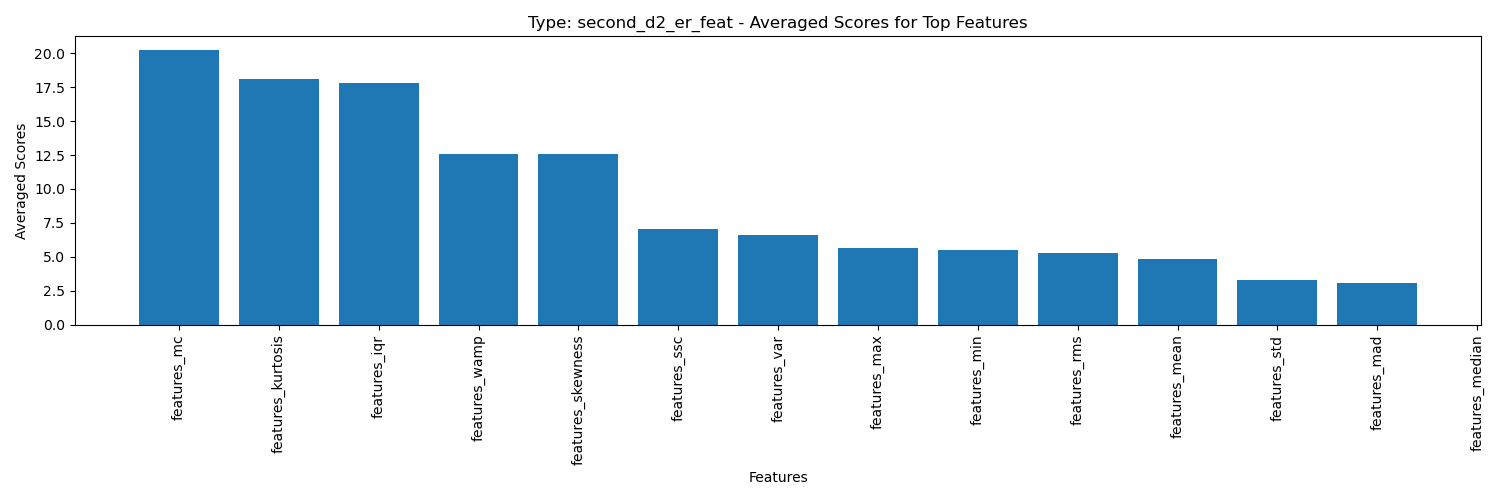 Type: second_d2_er_feat - Averaged Scores for Top Features
Averaged Scores
20.0
17.5
15.0
12.5
10.0
7.5
5.0
2.5
0.0
features_mc
features_kurtosis
features_iqr
features_wamp
features_skewness
features_ssc
features_var
features_max
features_min
features_rms
features_mean
features_std
features_mad
features_median
Features